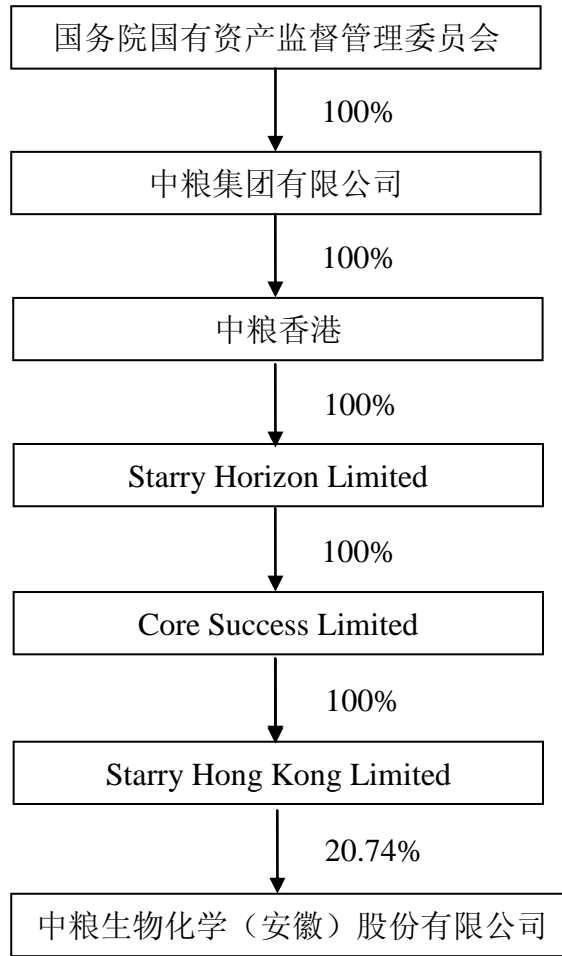 国务院国有资产监督管理委员会
100%
中粮集团有限公司
100%
中粮香港
100%
Starry Horizon Limited
100%
Core Success Limited
100%
Starry Hong Kong Limited
20.74%
中粮生物化学（安徽）股份有限公司